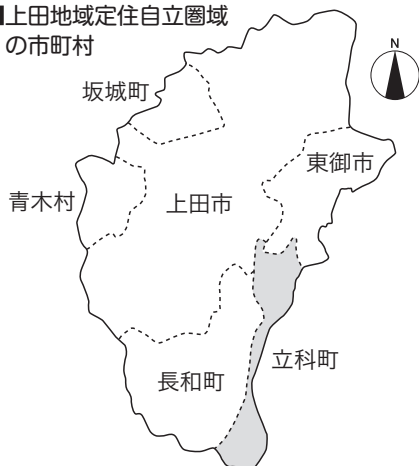 ■上田地域定住自立圏域
の市町村
N
坂城町
東御市
青木村
上田市
立科町
長和町